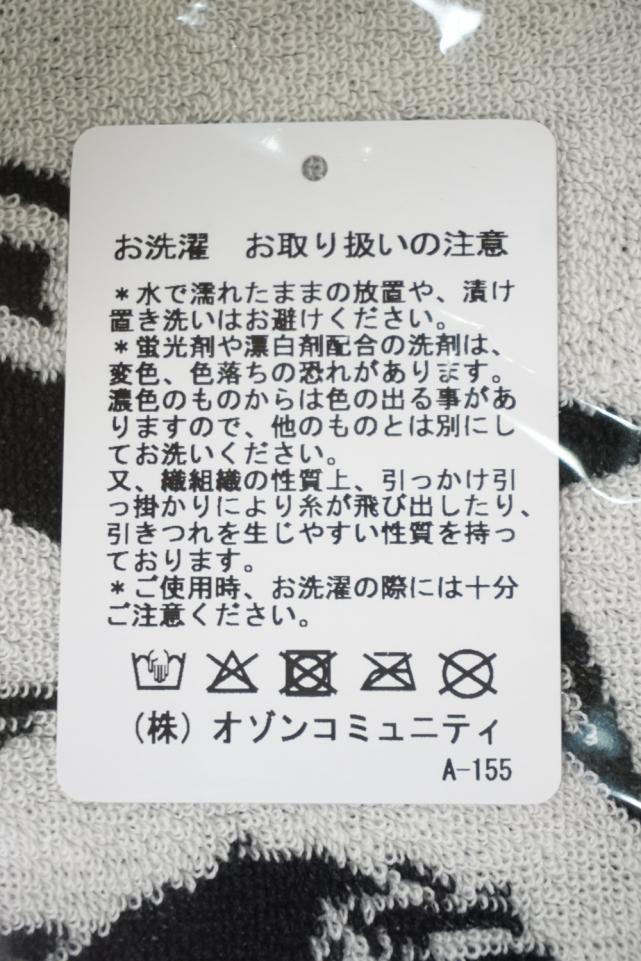 お洗濯　お取り扱いの注意
＊水で濡れたままの放置や、漬け
置き洗いはお避けください。
＊蛍光剤や漂白剤配合の洗剤は、
変色、色落ちの恐れがあります。
濃色のものからは色の出る事があ
りますので、他のものとは別にし
てお洗いください。
又、織組織の性質上、引っかけ引
っ掛かりにより糸が飛び出したり、
引きつれを生じやすい性質を持っ
ております。
＊ご使用時、お洗濯の際には十分
ご注意ください。
（株）オゾンコミュニティ
A-155